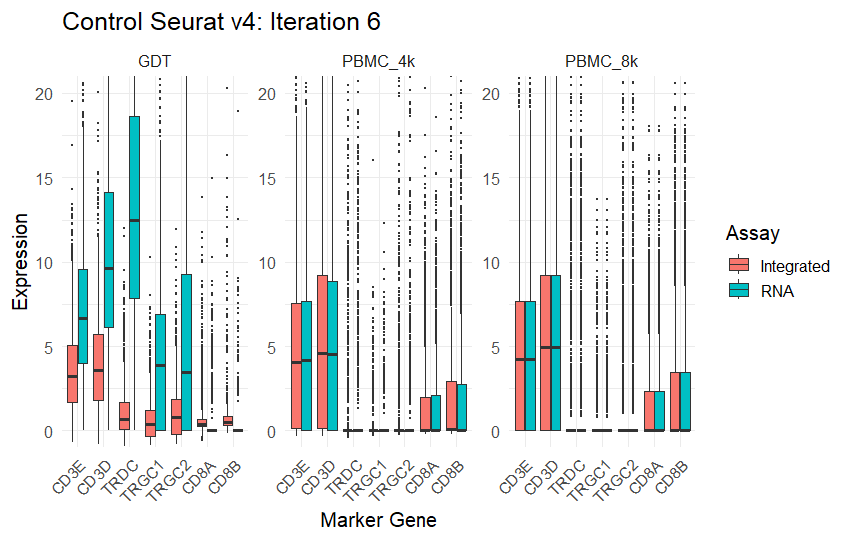 Control Seurat v4: Iteration 6
GDT
PBMC_4k
PBMC_8k
20
15
10
5
0
20
15
10
5
0
20
15
10
5
0
Expression
CD3E
CD3D
TRDC
TRGC1
TRGC2
CD8A
CD8B
CD3E
CD3D
TRDC
TRGC1
TRGC2
CD8A
CD8B
CD3E
CD3D
TRDC
TRGC1
TRGC2
CD8A
CD8B
Marker Gene
Assay
Integrated
RNA